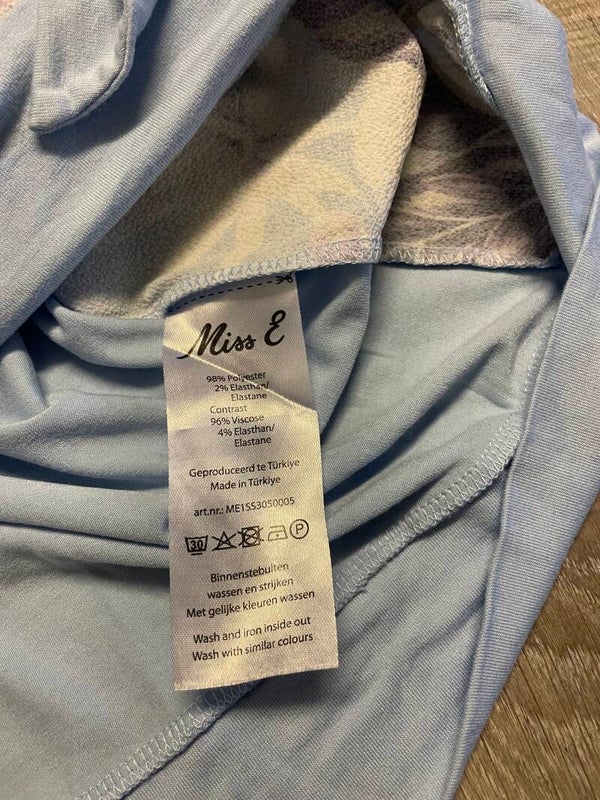 Miss E
98% Polyester
2% Elasthan/
Elastane
Contrast
96% Viscose
4% Elasthan/
Elastane
Geproduceerd te Türkiye
Made in Türkiye
art.nr.: ME1SS3050005
30 P
Binnenstebuiten
wassen en strijken
Met gelijke kleuren wassen
Wash and iron inside out
Wash with similar colours